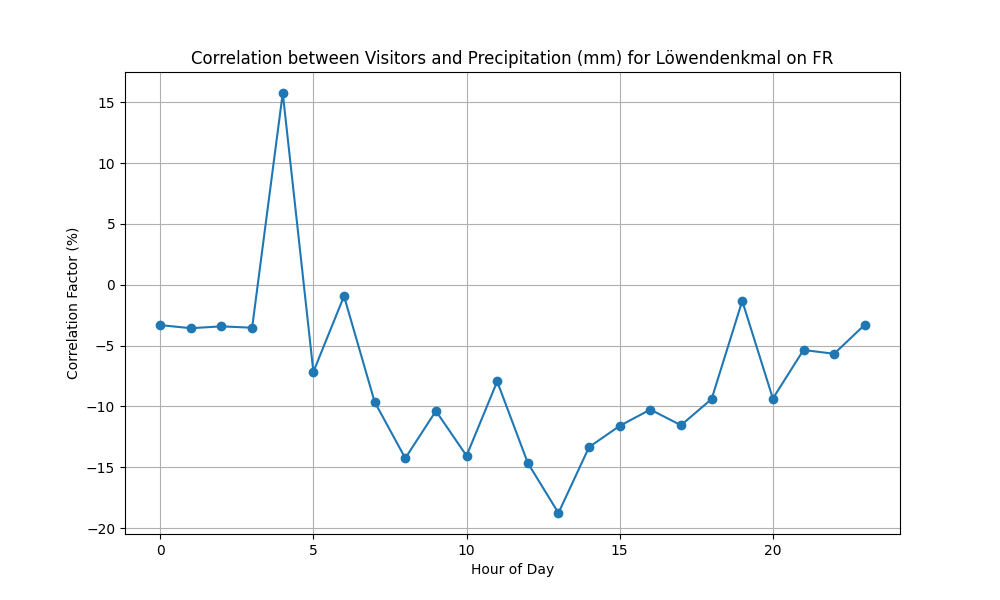 Correlation between Visitors and Precipitation (mm) for Löwendenkmal on FR
Correlation Factor (%)
15
10
5
0
−5
−10
−15
−20
0 5 10 15 20
Hour of Day